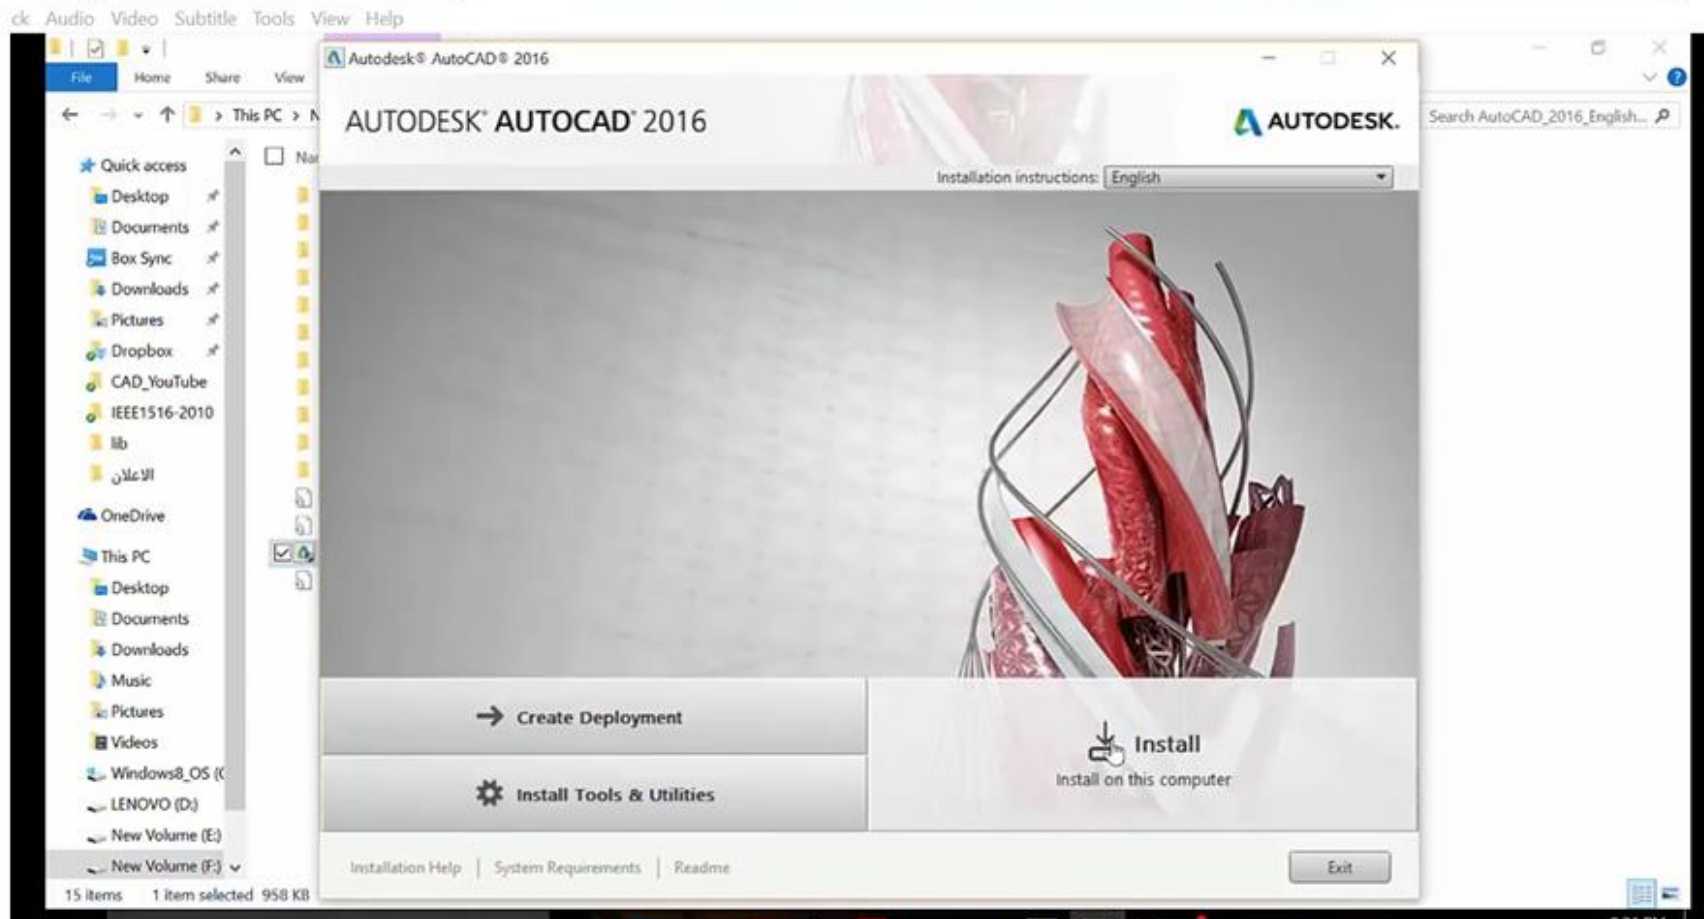 ck Audio Video Subtitle Tools View Help
Autodesk® AutoCAD® 2016
File Home Share View
AUTODESK® AUTOCAD® 2016
AUTODESK.
This PC
Search AutoCAD_2016_English...
Installation instructions: English
Quick access
Desktop
Documents
Box Sync
Downloads
Pictures
Dropbox
CAD_YouTube
IEEE1516-2010
lib
الاعلان
OneDrive
This PC
Desktop
Documents
Downloads
Music
Pictures
Videos
Windows8_OS (C
LENOVO (D:)
New Volume (E:)
New Volume (F:)
Create Deployment
Install
Install on this computer
Install Tools & Utilities
Installation Help | System Requirements | Readme
Exit
15 items 1 item selected 958 KB